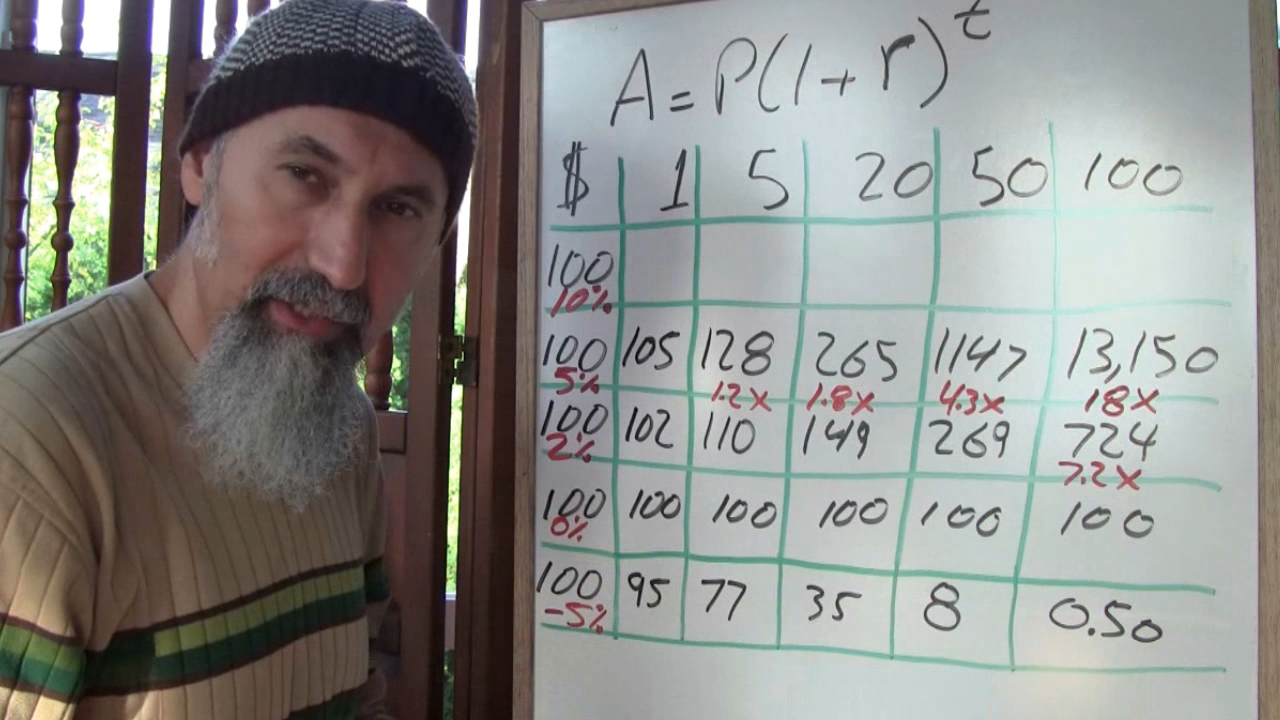 A = P(1 + r)^t
$ 1 5 20 50 100
100
10%
100 105 128 265 1147 13,150
5% 1.2x 1.8x 4.3x 18x
100 102 110 149 269 724
2% 7.2x
100 100 100 100 100 100
0%
100 95 77 35 8 0.50
-5%